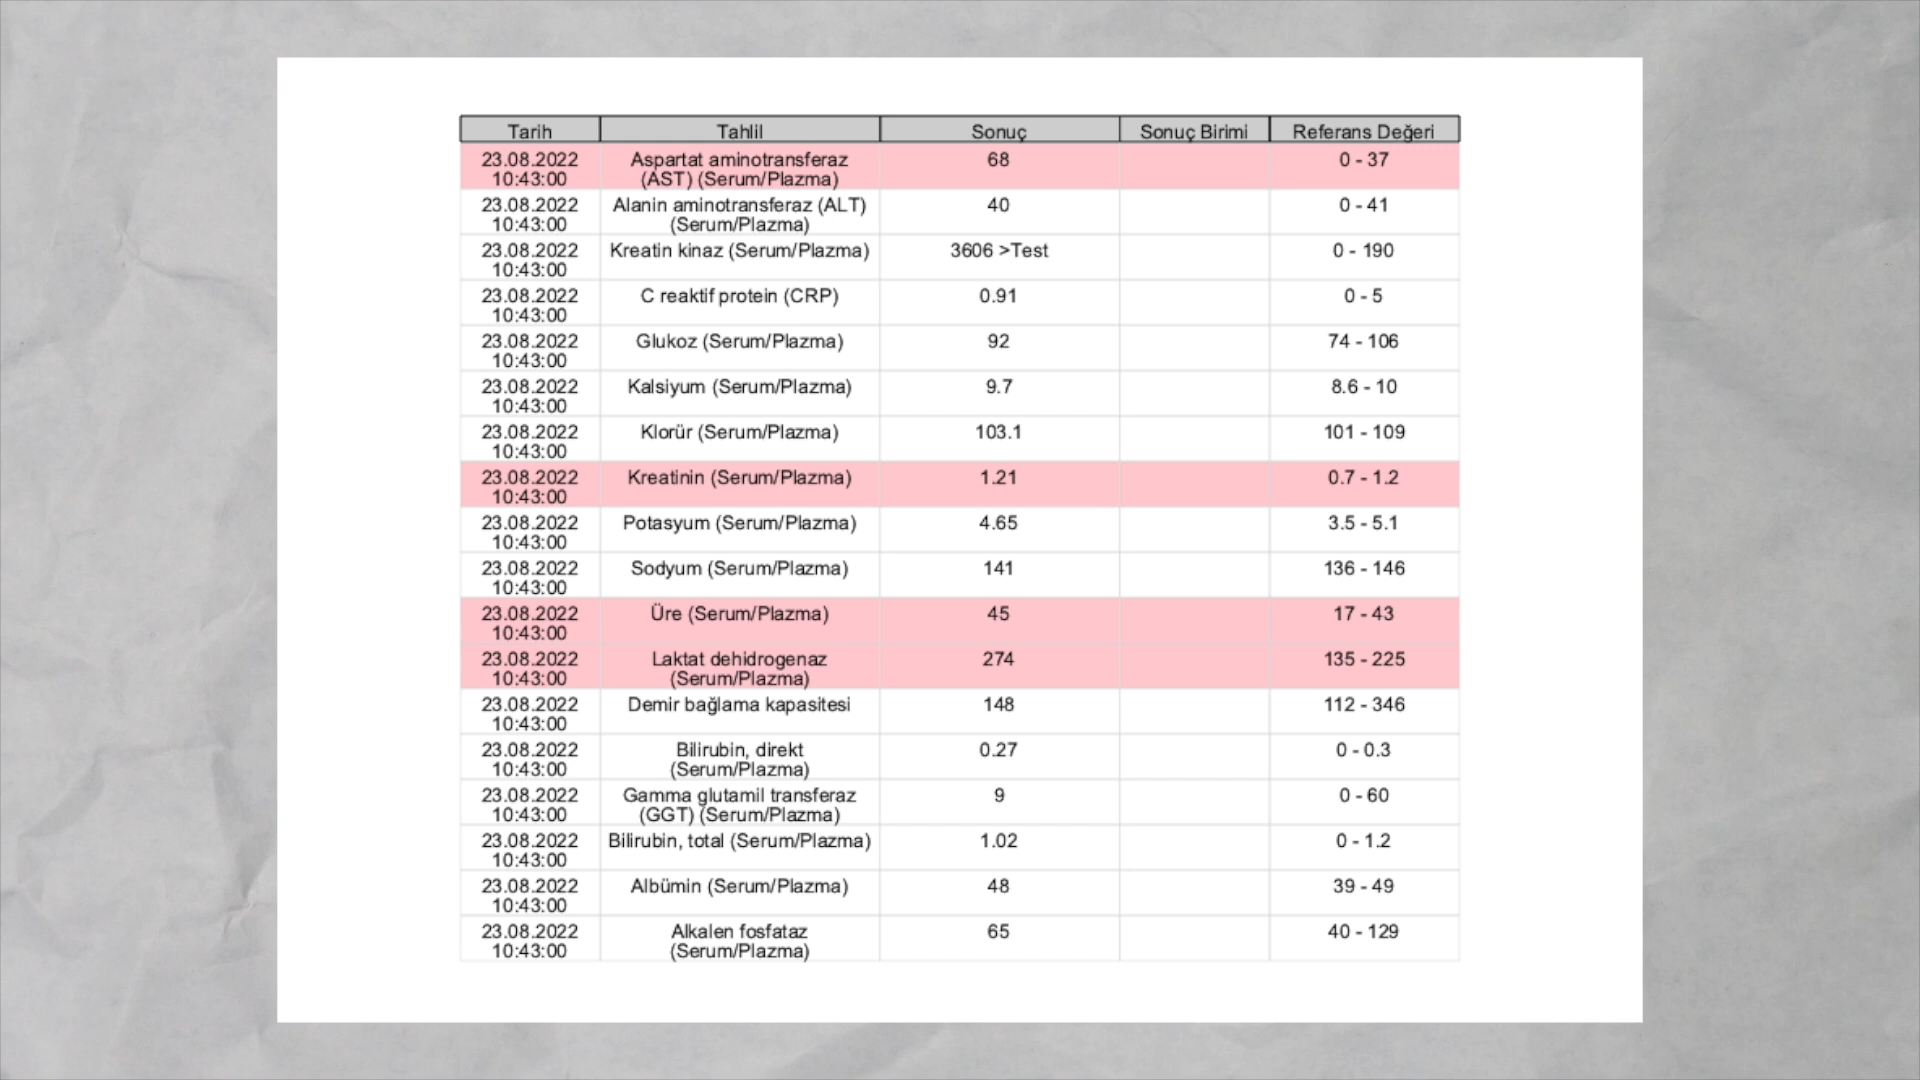 Tarih Tahlil Sonuç Sonuç Birimi Referans Değeri
23.08.2022 Aspartat aminotransferaz 68 0 - 37
10:43:00 (AST) (Serum/Plazma)
23.08.2022 Alanin aminotransferaz (ALT) 40 0 - 41
10:43:00 (Serum/Plazma)
23.08.2022 Kreatin kinaz (Serum/Plazma) 3606 >Test 0 - 190
10:43:00
23.08.2022 C reaktif protein (CRP) 0.91 0 - 5
10:43:00
23.08.2022 Glukoz (Serum/Plazma) 92 74 - 106
10:43:00
23.08.2022 Kalsiyum (Serum/Plazma) 9.7 8.6 - 10
10:43:00
23.08.2022 Klorür (Serum/Plazma) 103.1 101 - 109
10:43:00
23.08.2022 Kreatinin (Serum/Plazma) 1.21 0.7 - 1.2
10:43:00
23.08.2022 Potasyum (Serum/Plazma) 4.65 3.5 - 5.1
10:43:00
23.08.2022 Sodyum (Serum/Plazma) 141 136 - 146
10:43:00
23.08.2022 Üre (Serum/Plazma) 45 17 - 43
10:43:00
23.08.2022 Laktat dehidrogenaz 274 135 - 225
10:43:00 (Serum/Plazma)
23.08.2022 Demir bağlama kapasitesi 148 112 - 346
10:43:00
23.08.2022 Bilirubin, direkt 0.27 0 - 0.3
10:43:00 (Serum/Plazma)
23.08.2022 Gamma glutamil transferaz 9 0 - 60
10:43:00 (GGT) (Serum/Plazma)
23.08.2022 Bilirubin, total (Serum/Plazma) 1.02 0 - 1.2
10:43:00
23.08.2022 Albümin (Serum/Plazma) 48 39 - 49
10:43:00
23.08.2022 Alkalen fosfataz 65 40 - 129
10:43:00 (Serum/Plazma)